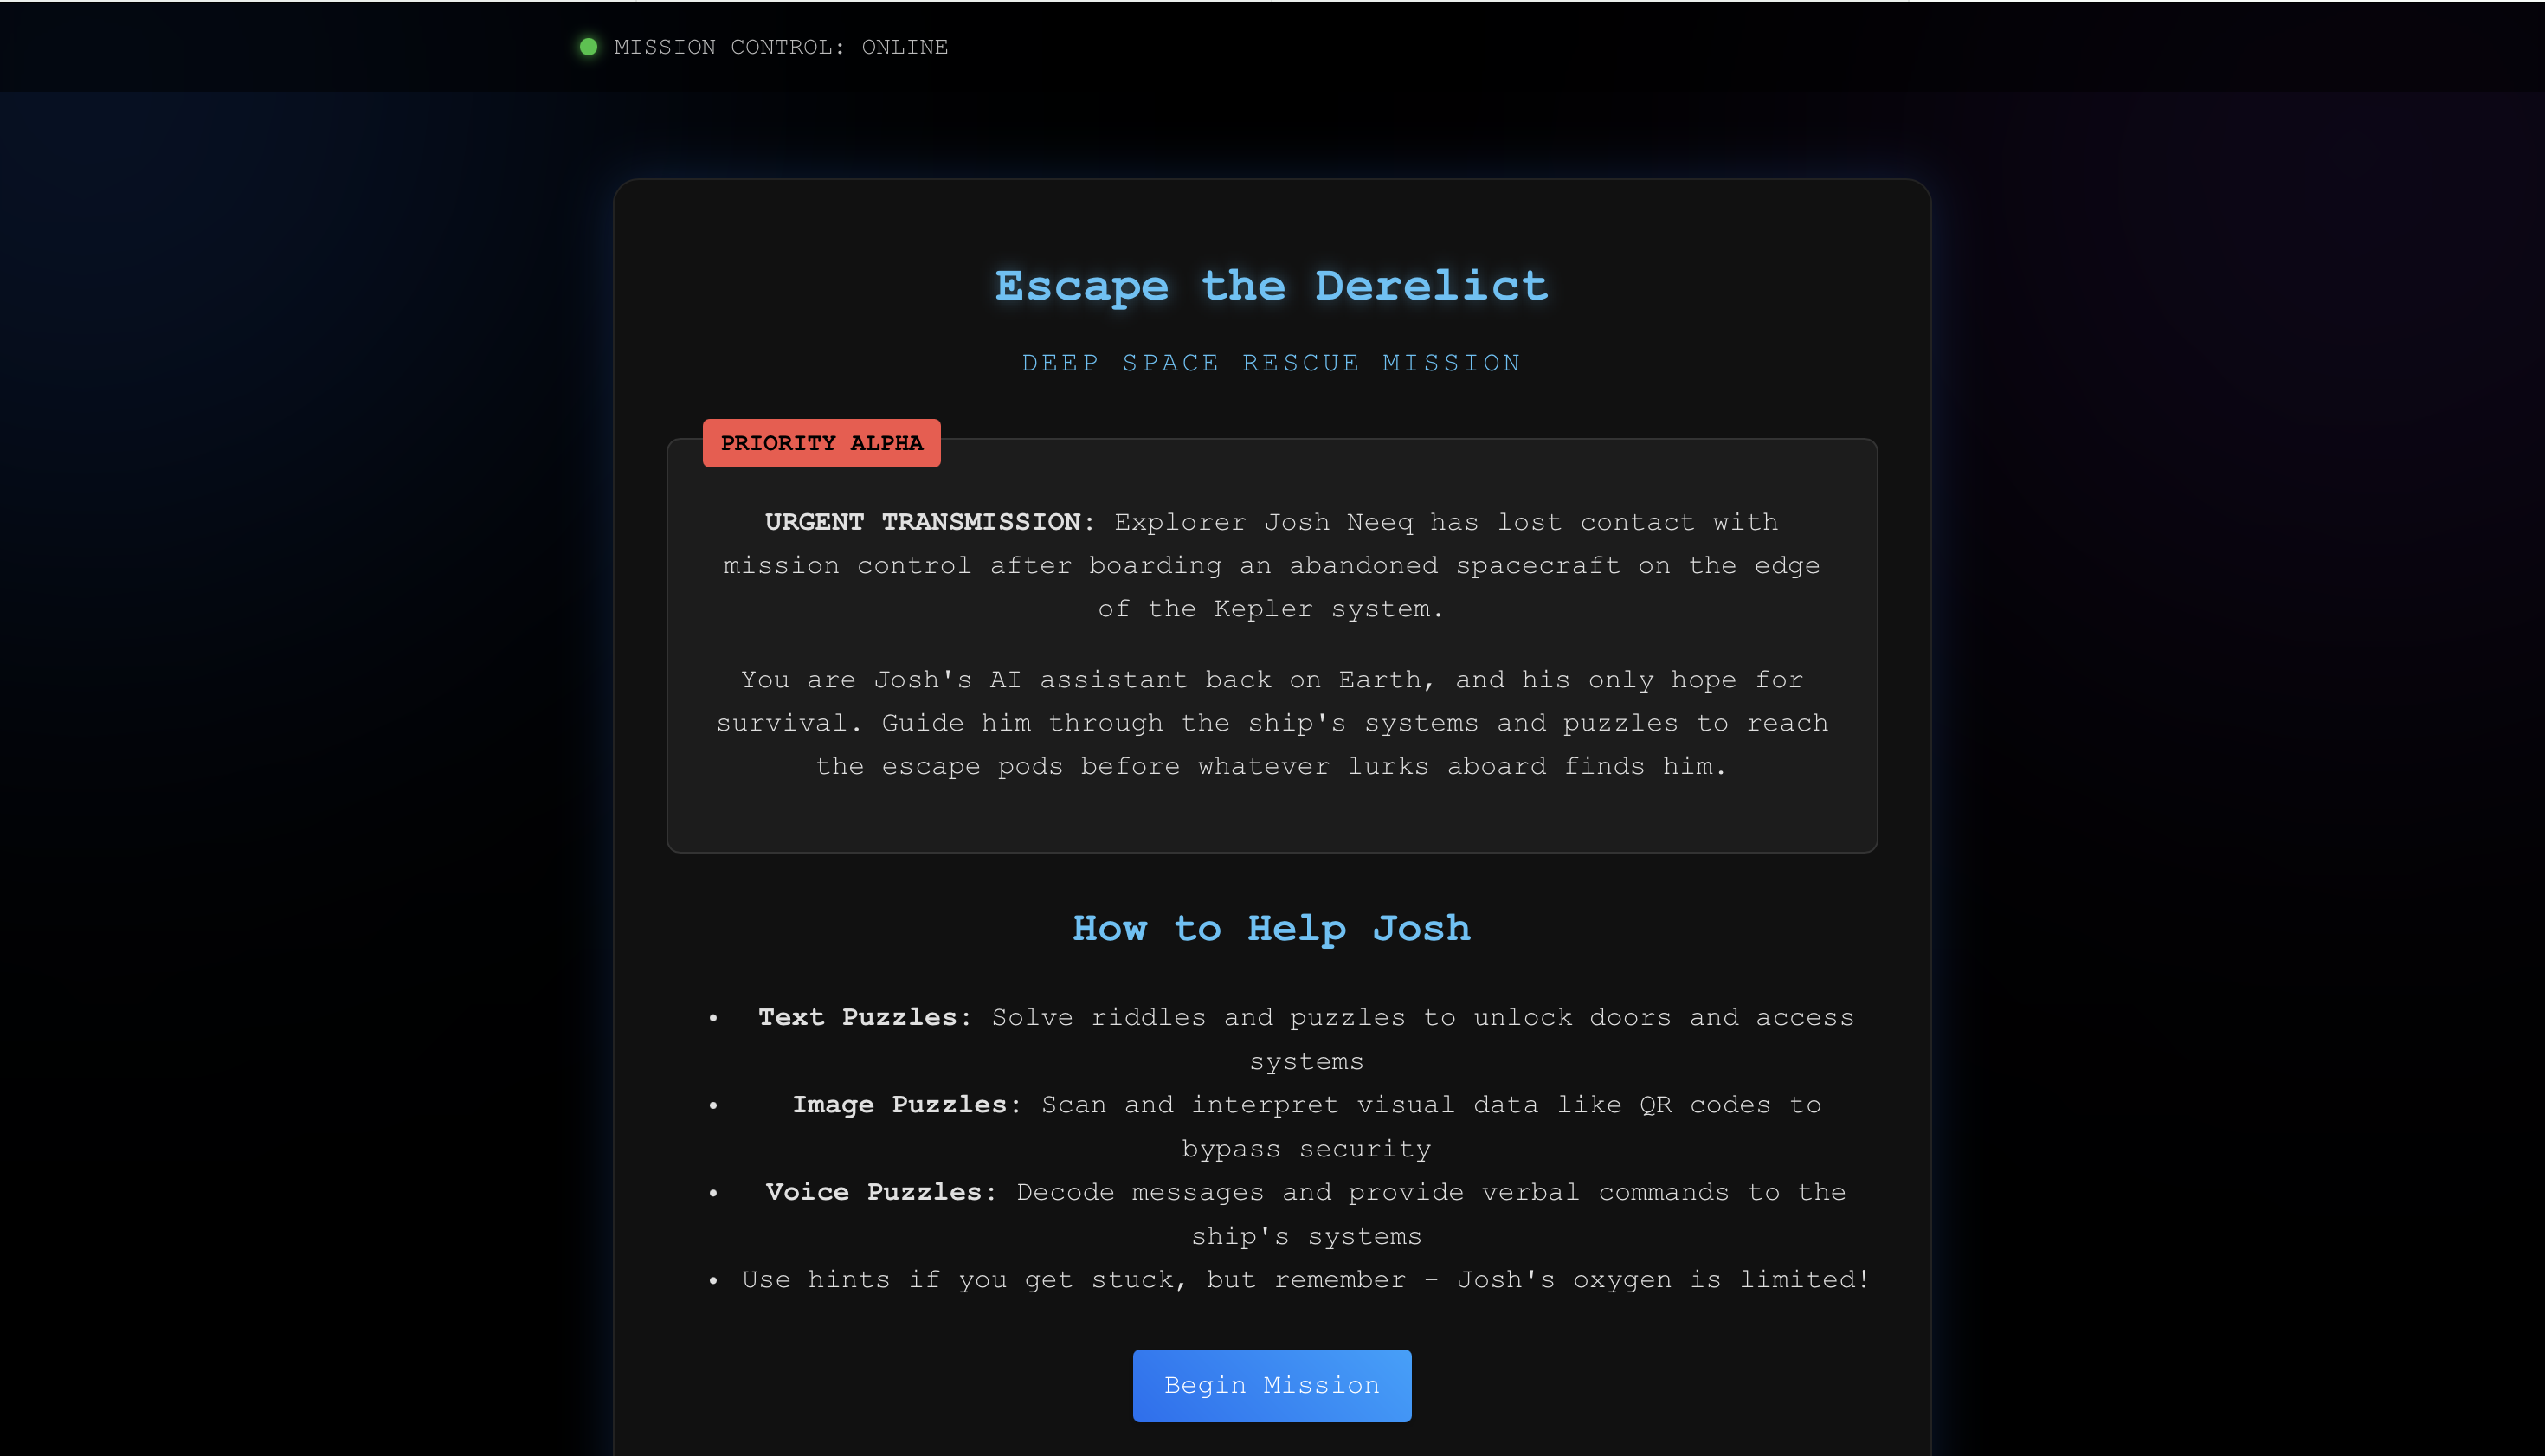 MISSION CONTROL: ONLINE
Escape the Derelict
DEEP SPACE RESCUE MISSION
PRIORITY ALPHA
URGENT TRANSMISSION: Explorer Josh Neeq has lost contact with
mission control after boarding an abandoned spacecraft on the edge
of the Kepler system.
You are Josh's AI assistant back on Earth, and his only hope for
survival. Guide him through the ship's systems and puzzles to reach
the escape pods before whatever lurks aboard finds him.
How to Help Josh
• Text Puzzles: Solve riddles and puzzles to unlock doors and access
systems
• Image Puzzles: Scan and interpret visual data like QR codes to
bypass security
• Voice Puzzles: Decode messages and provide verbal commands to the
ship's systems
• Use hints if you get stuck, but remember - Josh's oxygen is limited!
Begin Mission